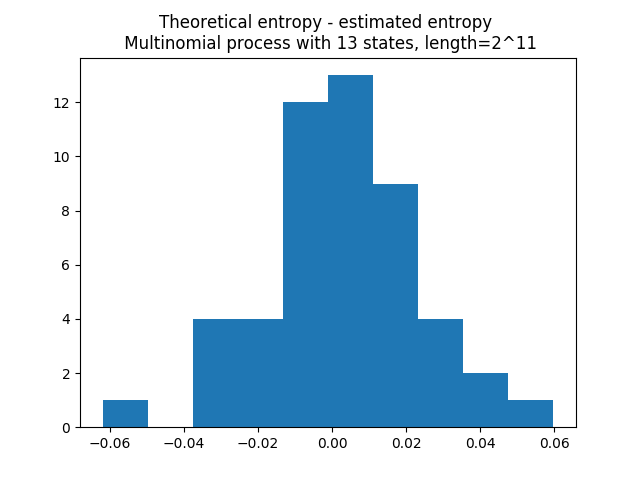 Theoretical entropy - estimated entropy
Multinomial process with 13 states, length=2^11
12
10
8
6
4
2
0
−0.06 −0.04 −0.02 0.00 0.02 0.04 0.06